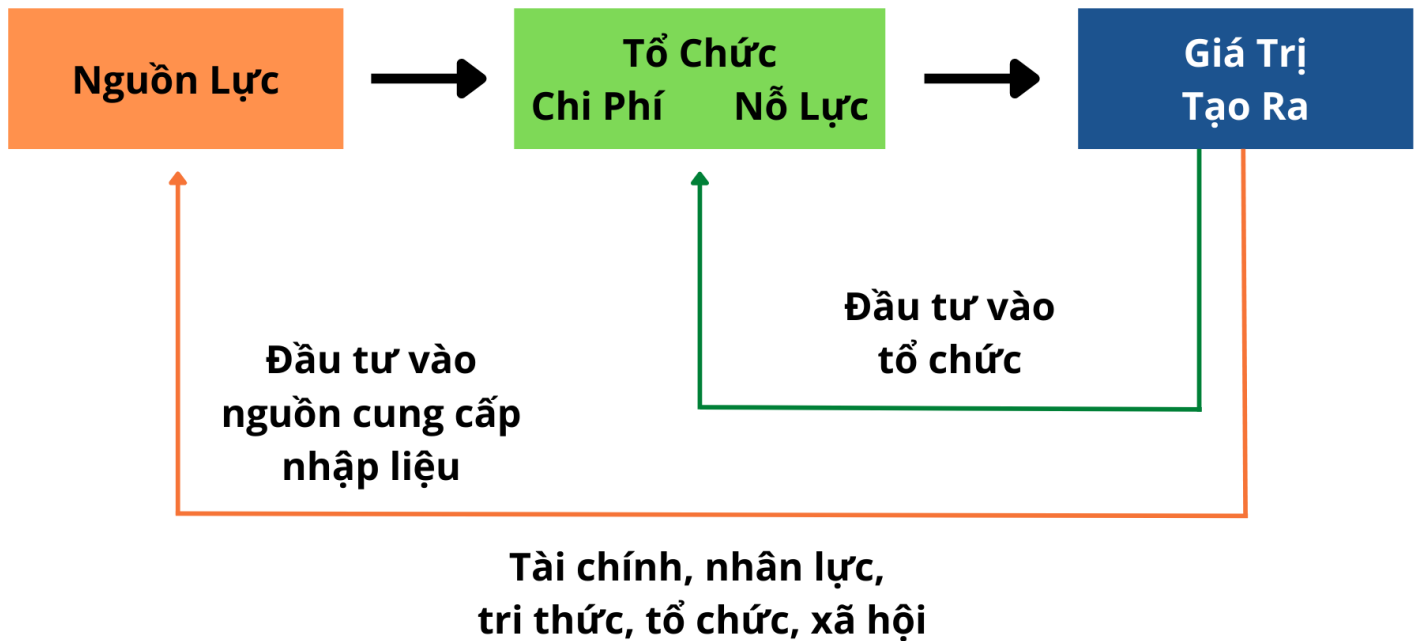 Nguồn Lực
Tổ Chức
Chi Phí Nỗ Lực
Giá Trị
Tạo Ra
Đầu tư vào
tổ chức
Đầu tư vào
nguồn cung cấp
nhập liệu
Tài chính, nhân lực,
tri thức, tổ chức, xã hội